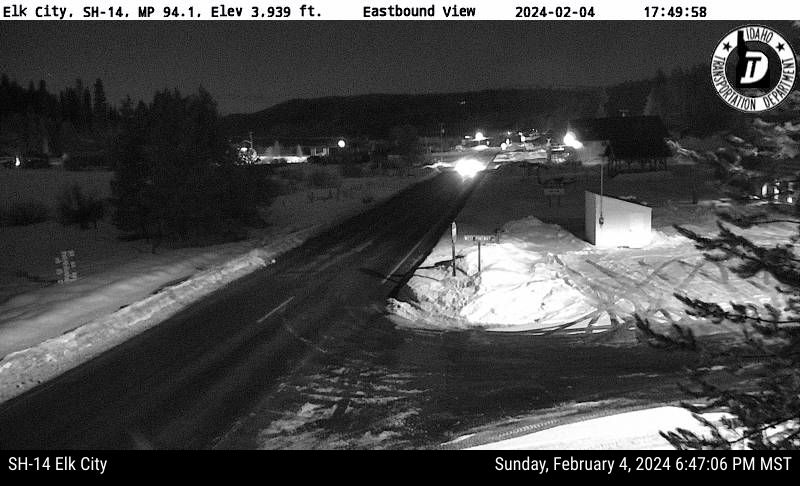 Elk City, SH-14, MP 94.1, Elev 3,939 ft. Eastbound View 2024-02-04 17:49:58
IDAHO
TRANSPORTATION DEPARTMENT
SH-14 Elk City
Sunday, February 4, 2024 6:47:06 PM MST